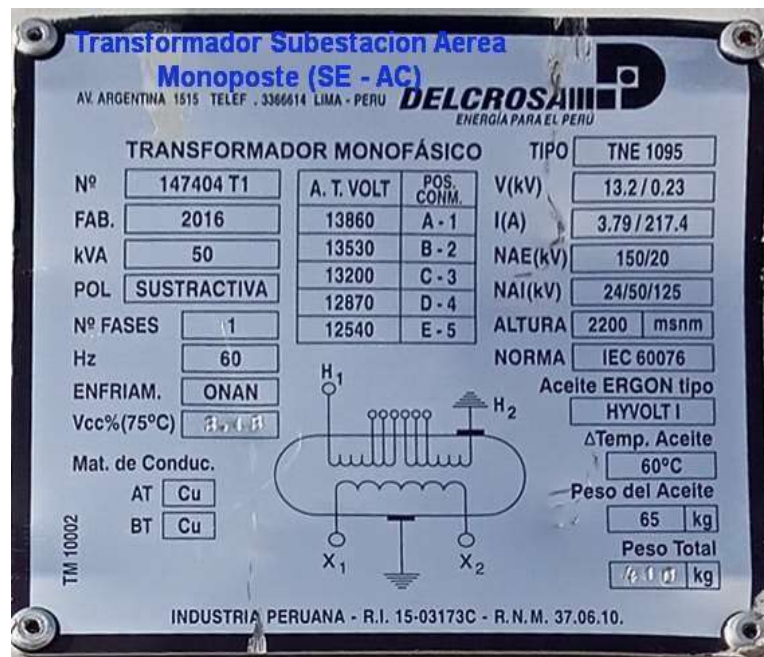 Transformador Subestacion Aerea
Monoposte (SE - AC)
AV. ARGENTINA 1515 TELEF . 3366614 LIMA - PERU
DELCROSA
ENERGÍA PARA EL PERÚ
TRANSFORMADOR MONOFÁSICO
TIPO TNE 1095
Nº 147404 T1
FAB. 2016
kVA 50
POL SUSTRACTIVA
Nº FASES 1
Hz 60
ENFRIAM. ONAN
Vcc%(75ºC)
Mat. de Conduc.
AT Cu
BT Cu
A. T. VOLT POS. CONM.
13860 A - 1
13530 B - 2
13200 C - 3
12870 D - 4
12540 E - 5
V(kV) 13.2 / 0.23
I(A) 3.79 / 217.4
NAE(kV) 150/20
NAI(kV) 24/50/125
ALTURA 2200 msnm
NORMA IEC 60076
Aceite ERGON tipo
HYVOLT I
ΔTemp. Aceite
60ºC
Peso del Aceite
65 kg
Peso Total
kg
H1
H2
X1
X2
TM 10002
INDUSTRIA PERUANA - R.I. 15-03173C - R.N.M. 37.06.10.